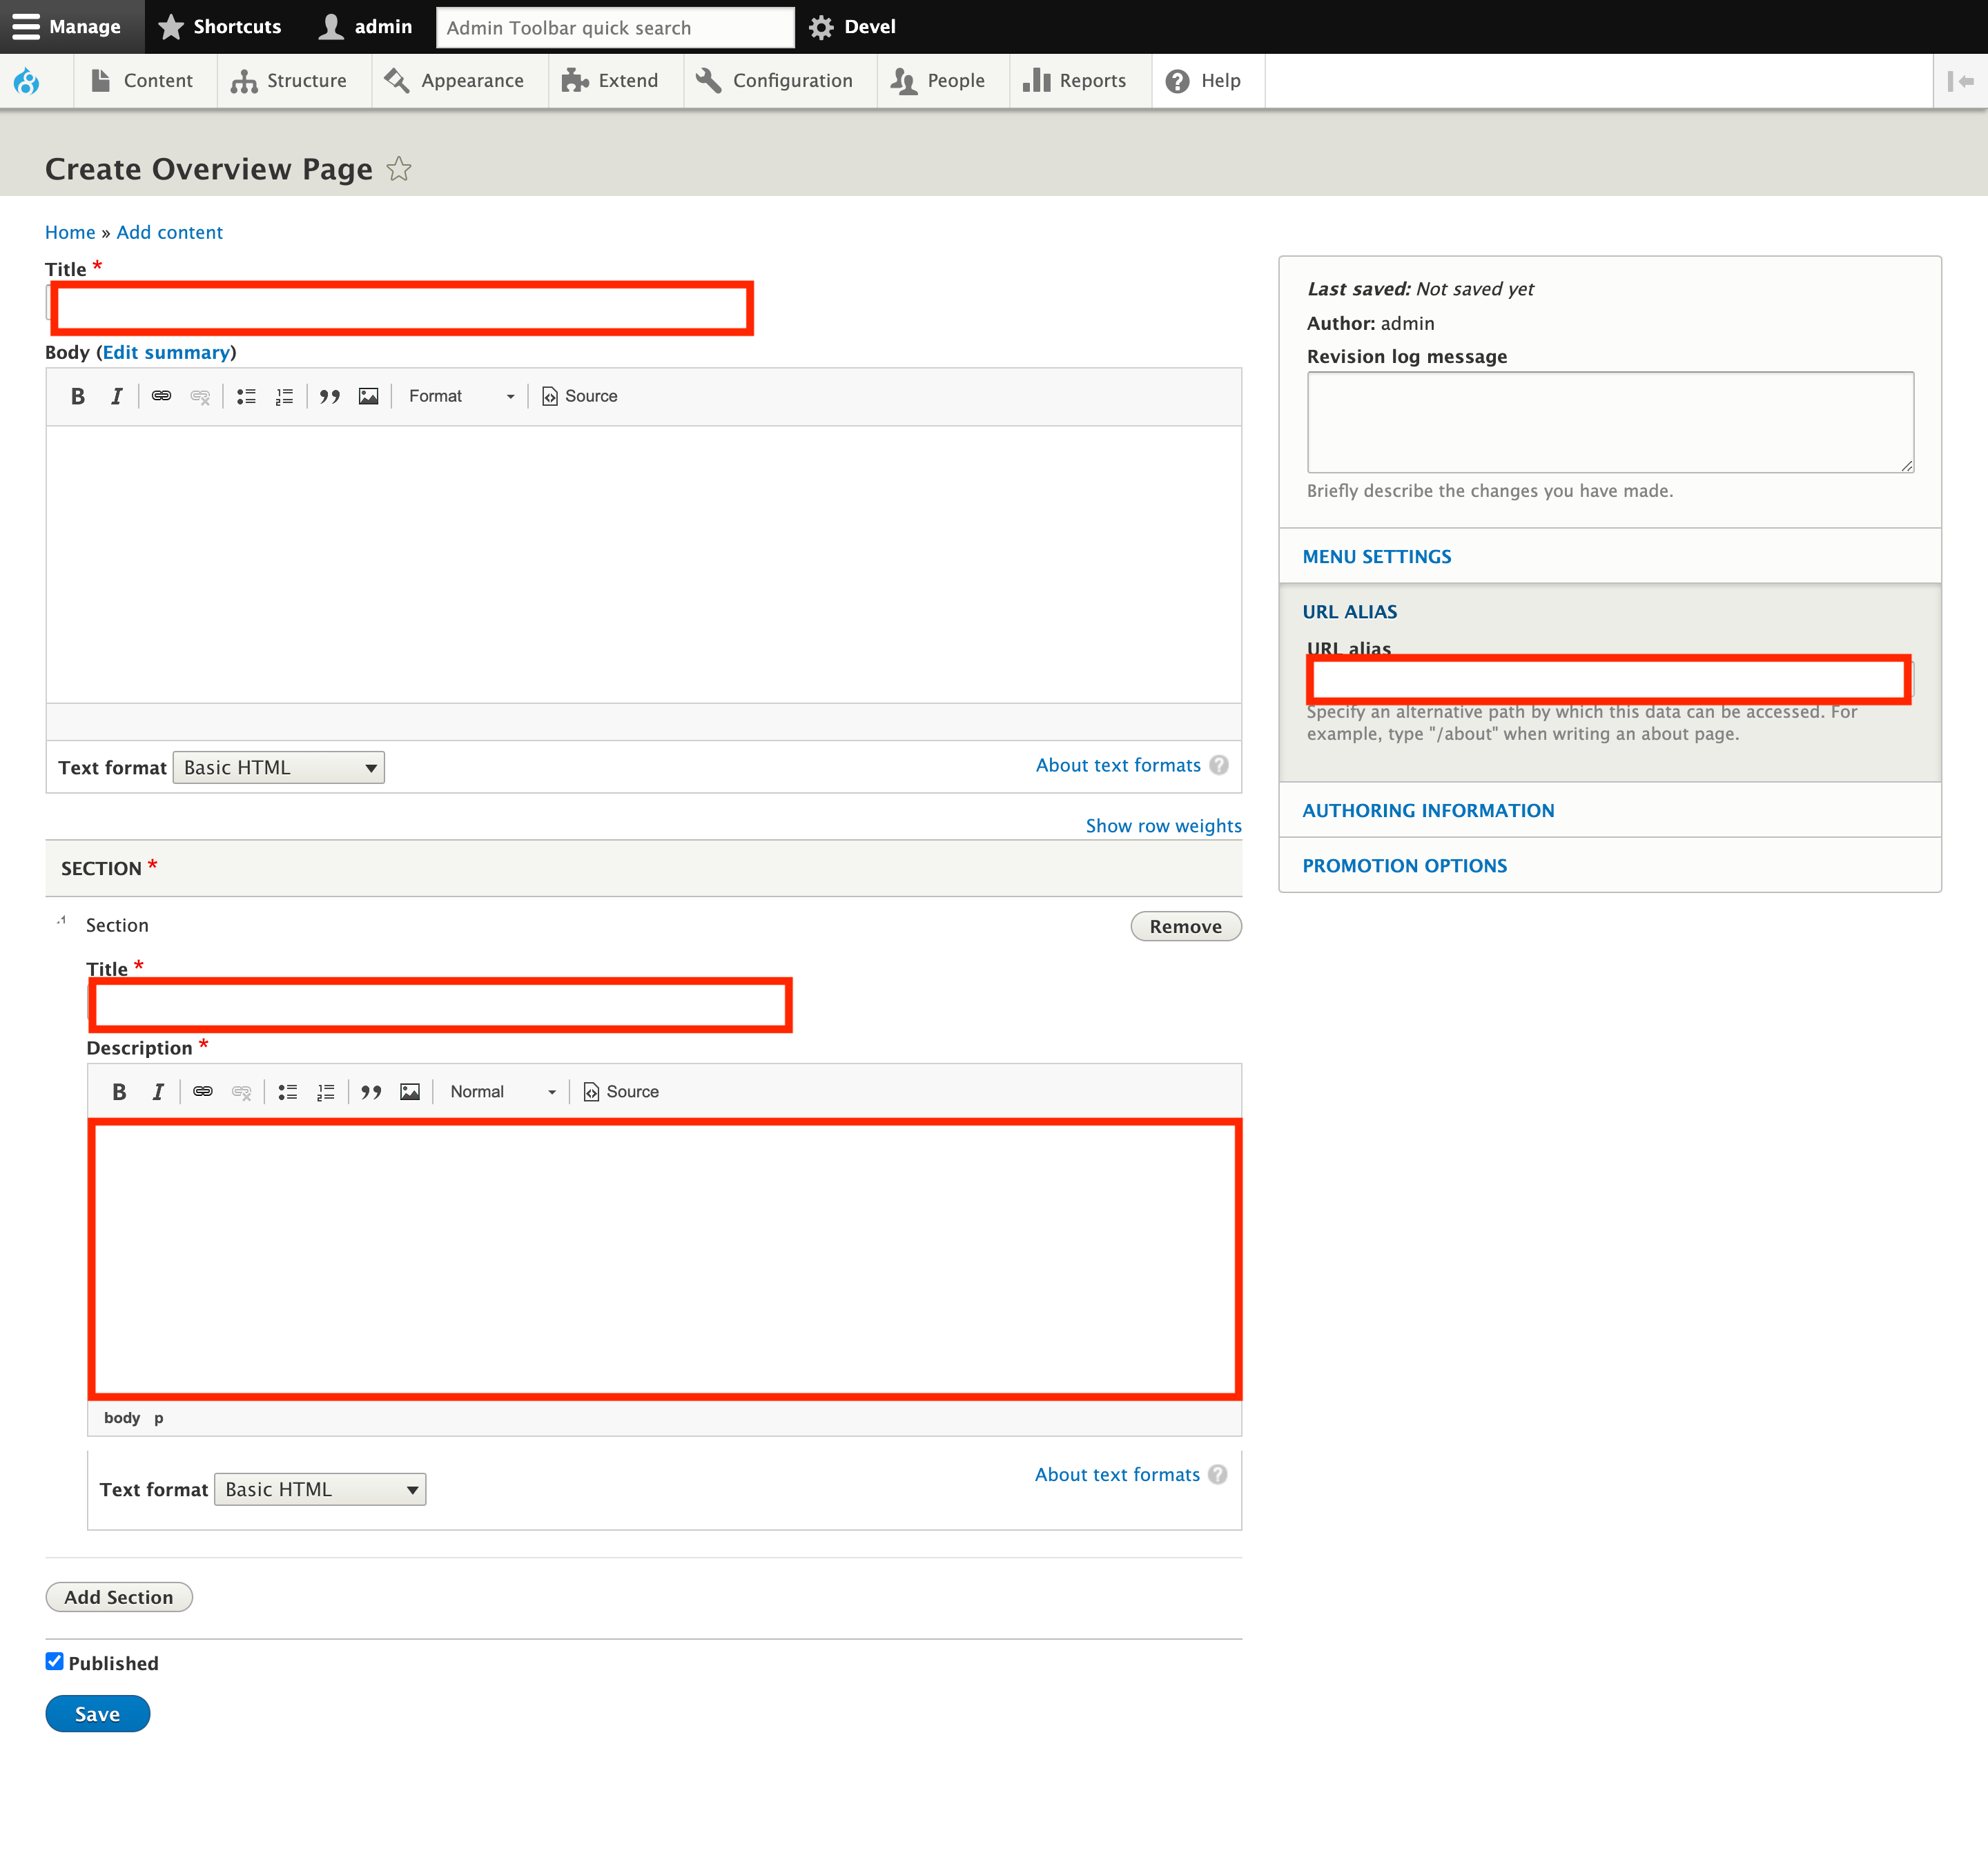 Manage Shortcuts admin Admin Toolbar quick search Devel
Content Structure Appearance Extend Configuration People Reports Help
Create Overview Page
Home » Add content
Title *
Body (Edit summary)
B I Format Source
Text format Basic HTML About text formats ?
Show row weights
SECTION *
Section Remove
Title *
Description *
B I Normal Source
body p
Text format Basic HTML About text formats ?
Add Section
Published
Save
Last saved: Not saved yet
Author: admin
Revision log message
Briefly describe the changes you have made.
MENU SETTINGS
URL ALIAS
URL alias
Specify an alternative path by which this data can be accessed. For
example, type "/about" when writing an about page.
AUTHORING INFORMATION
PROMOTION OPTIONS